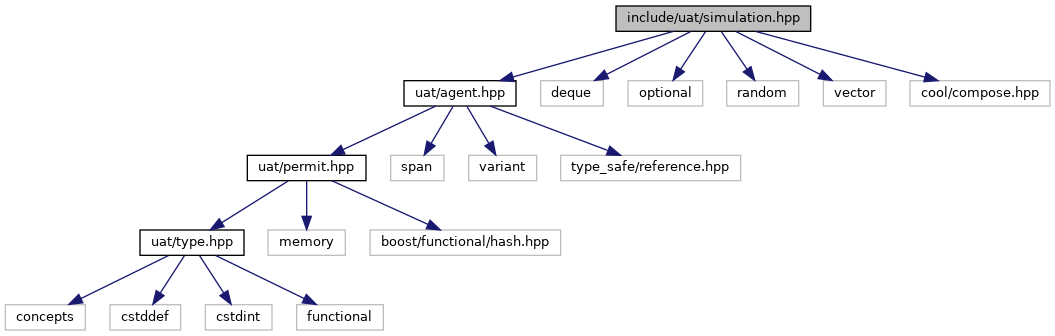 include/uat/simulation.hpp
uat/agent.hpp
deque
optional
random
vector
cool/compose.hpp
uat/permit.hpp
span
variant
type_safe/reference.hpp
uat/type.hpp
memory
boost/functional/hash.hpp
concepts
cstddef
cstdint
functional